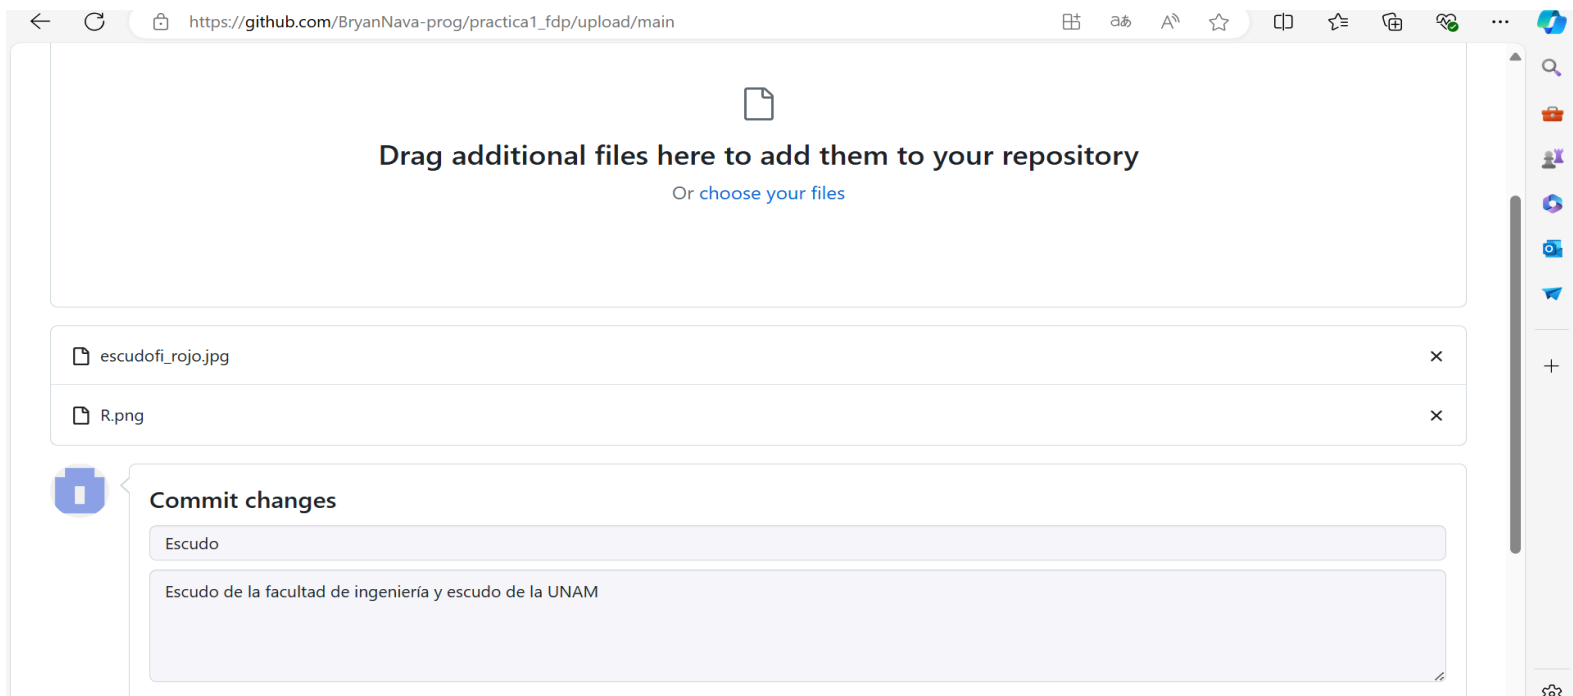 https://github.com/BryanNava-prog/practica1_fdp/upload/main
Drag additional files here to add them to your repository
Or choose your files
escudofi_rojo.jpg
R.png
Commit changes
Escudo
Escudo de la facultad de ingeniería y escudo de la UNAM